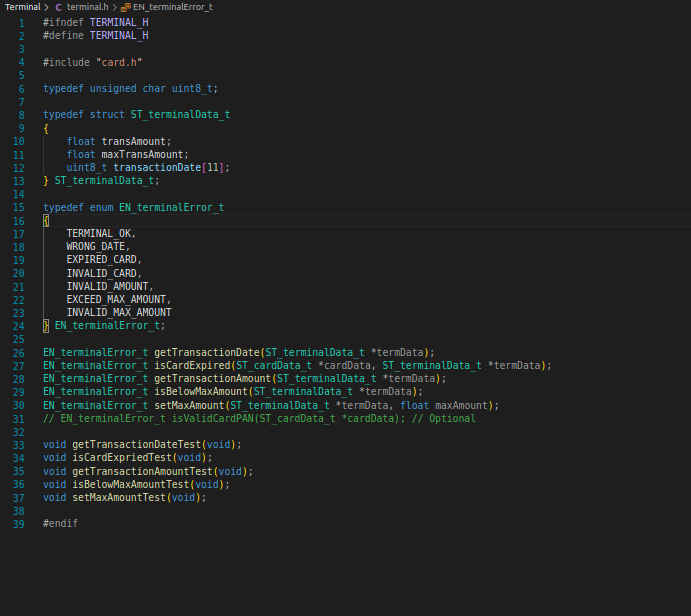 Terminal > C terminal.h > EN_terminalError_t
1 #ifndef TERMINAL_H
2 #define TERMINAL_H
3
4 #include "card.h"
5
6 typedef unsigned char uint8_t;
7
8 typedef struct ST_terminalData_t
9 {
10     float transAmount;
11     float maxTransAmount;
12     uint8_t transactionDate[11];
13 } ST_terminalData_t;
14
15 typedef enum EN_terminalError_t
16 {
17     TERMINAL_OK,
18     WRONG_DATE,
19     EXPIRED_CARD,
20     INVALID_CARD,
21     INVALID_AMOUNT,
22     EXCEED_MAX_AMOUNT,
23     INVALID_MAX_AMOUNT
24 } EN_terminalError_t;
25
26 EN_terminalError_t getTransactionDate(ST_terminalData_t *termData);
27 EN_terminalError_t isCardExpired(ST_cardData_t *cardData, ST_terminalData_t *termData);
28 EN_terminalError_t getTransactionAmount(ST_terminalData_t *termData);
29 EN_terminalError_t isBelowMaxAmount(ST_terminalData_t *termData);
30 EN_terminalError_t setMaxAmount(ST_terminalData_t *termData, float maxAmount);
31 // EN_terminalError_t isValidCardPAN(ST_cardData_t *cardData); // Optional
32
33 void getTransactionDateTest(void);
34 void isCardExpriedTest(void);
35 void getTransactionAmountTest(void);
36 void isBelowMaxAmountTest(void);
37 void setMaxAmountTest(void);
38
39 #endif